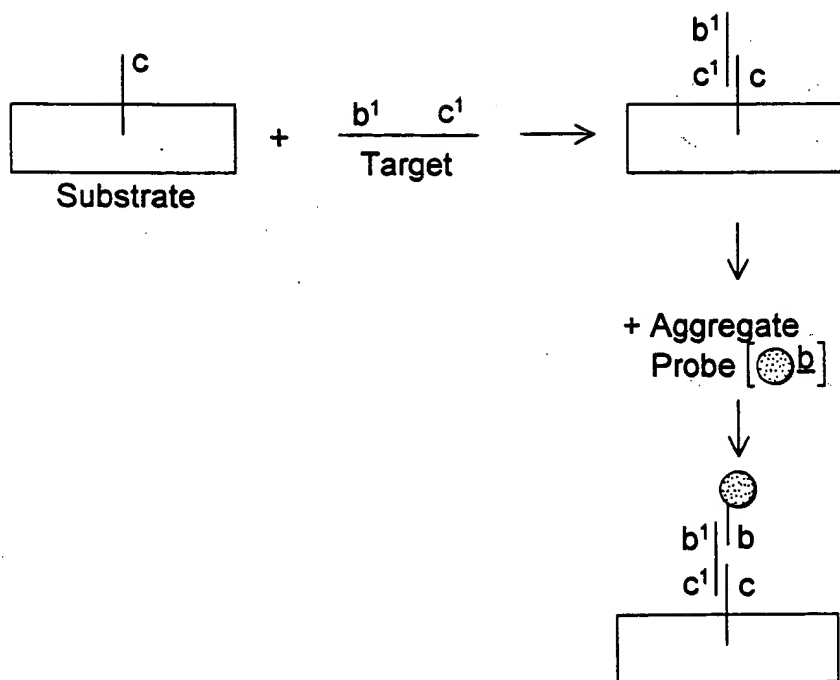 c
Substrate
+
b¹ c¹
Target
b¹
c¹ c
+ Aggregate
Probe [ b]
b¹ b
c¹ c